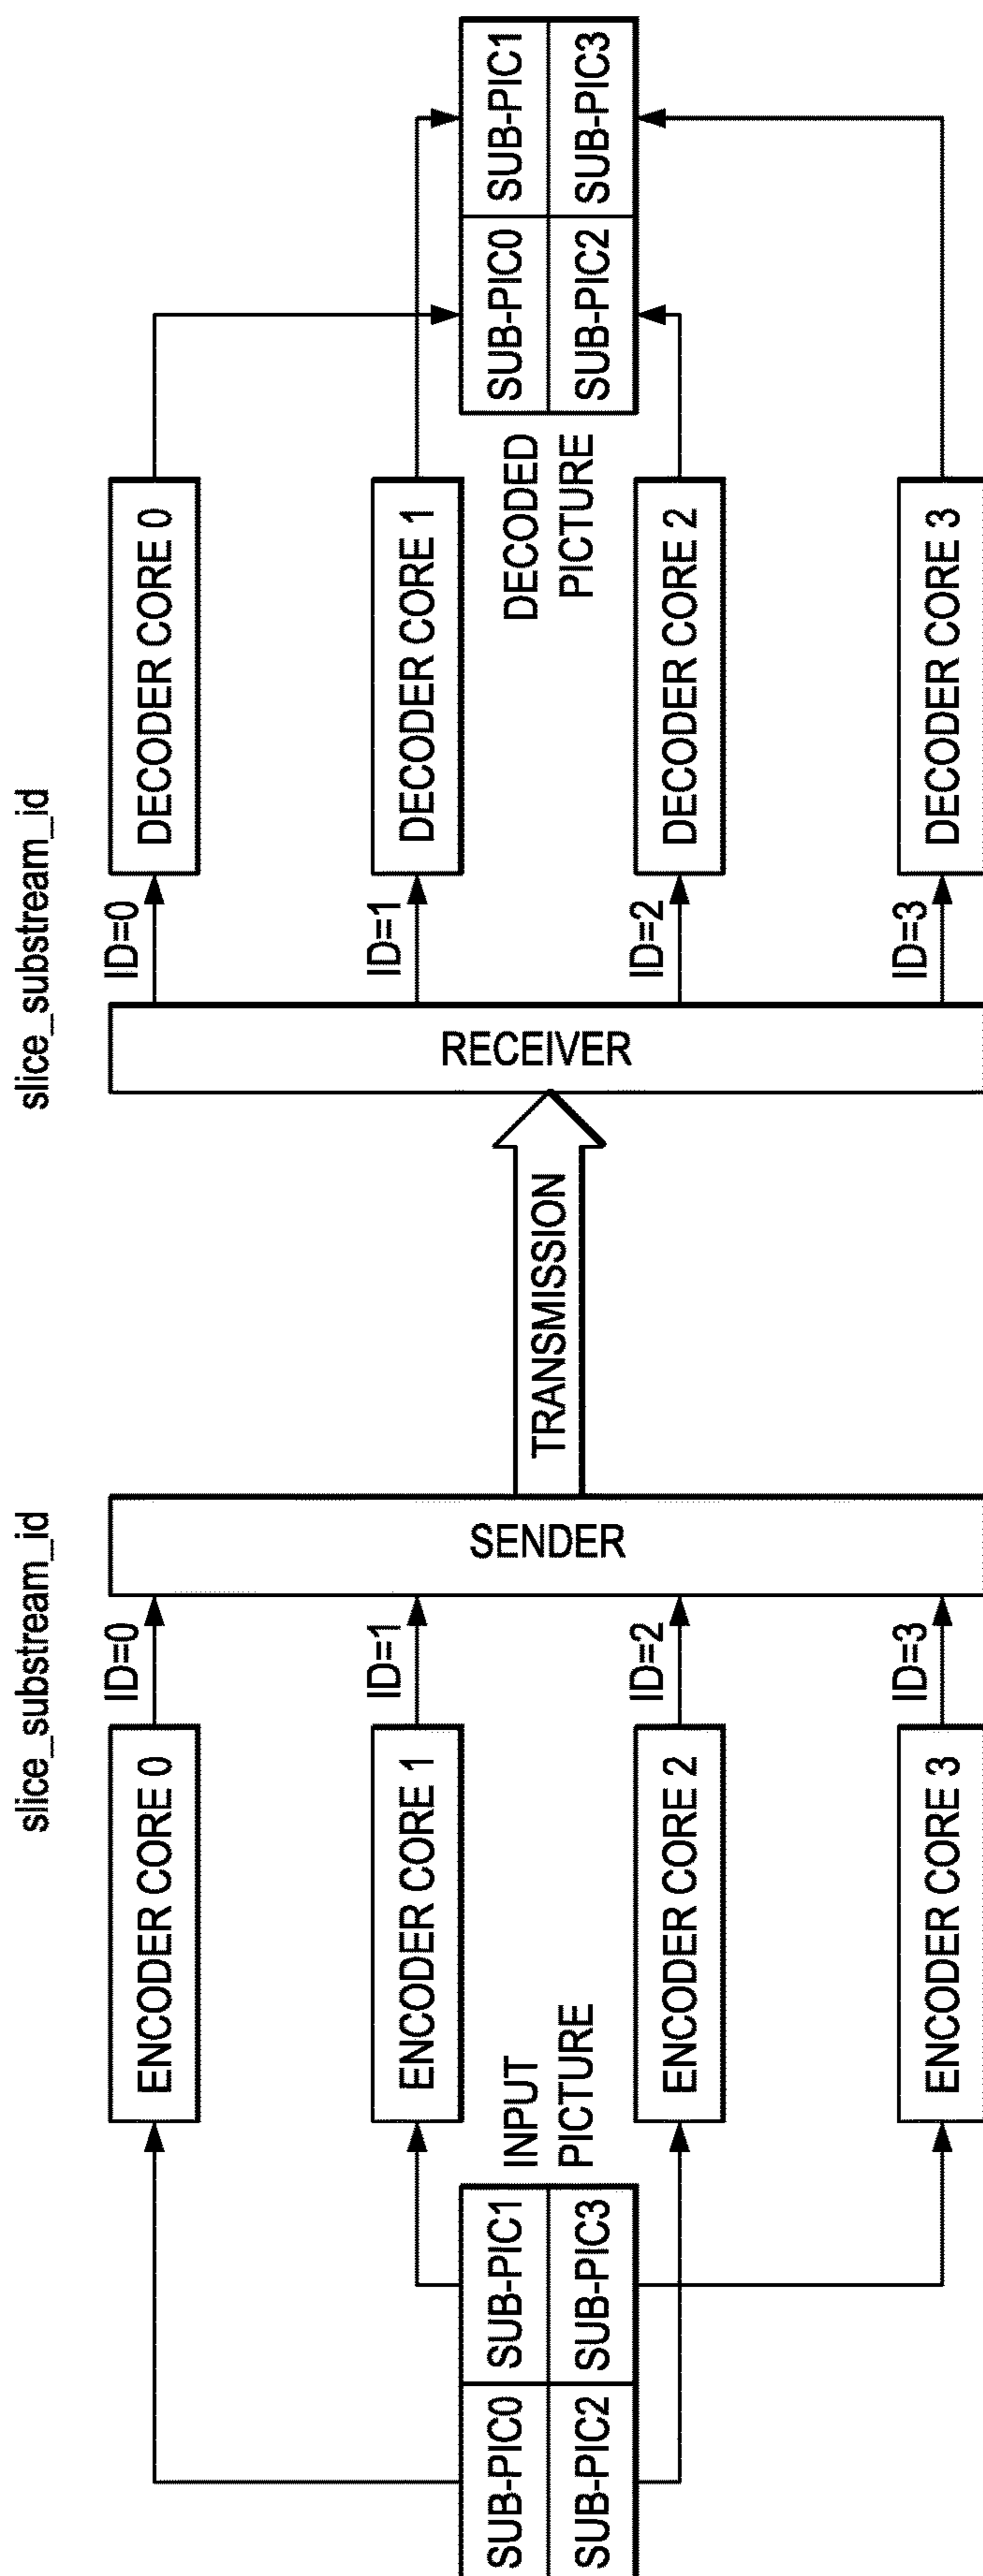 slice_substream_id
slice_substream_id
SUB-PIC0
SUB-PIC1
SUB-PIC2
SUB-PIC3
INPUT
PICTURE
ENCODER CORE 0
ENCODER CORE 1
ENCODER CORE 2
ENCODER CORE 3
ID=0
ID=1
ID=2
ID=3
SENDER
TRANSMISSION
RECEIVER
ID=0
ID=1
ID=2
ID=3
DECODER CORE 0
DECODER CORE 1
DECODER CORE 2
DECODER CORE 3
DECODED
PICTURE
SUB-PIC0
SUB-PIC1
SUB-PIC2
SUB-PIC3